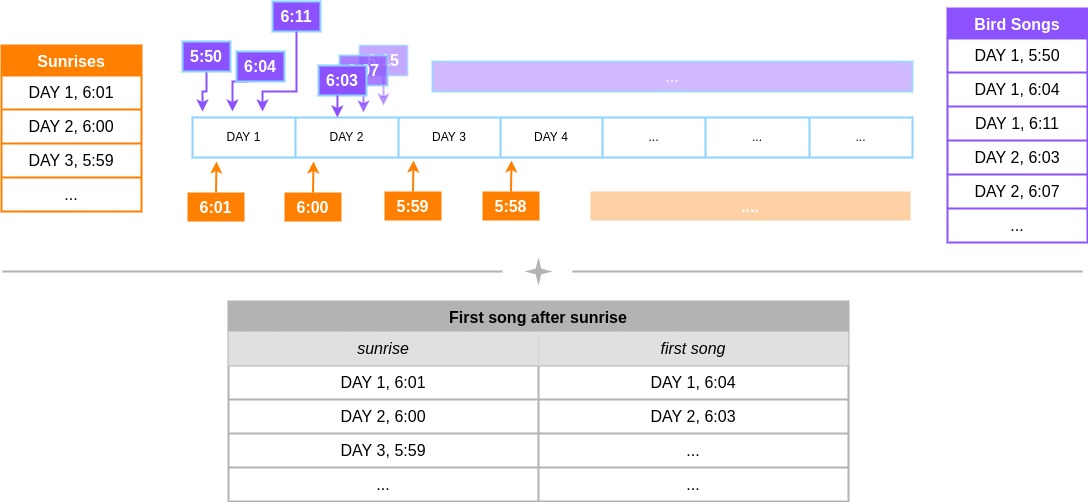 Sunrises
DAY 1, 6:01
DAY 2, 6:00
DAY 3, 5:59
...
5:50
6:04
6:11
6:03
...
DAY 1
DAY 2
DAY 3
DAY 4
...
...
...
6:01
6:00
5:59
5:58
....
Bird Songs
DAY 1, 5:50
DAY 1, 6:04
DAY 1, 6:11
DAY 2, 6:03
DAY 2, 6:07
...
First song after sunrise
sunrise first song
DAY 1, 6:01 DAY 1, 6:04
DAY 2, 6:00 DAY 2, 6:03
DAY 3, 5:59 ...
... ...